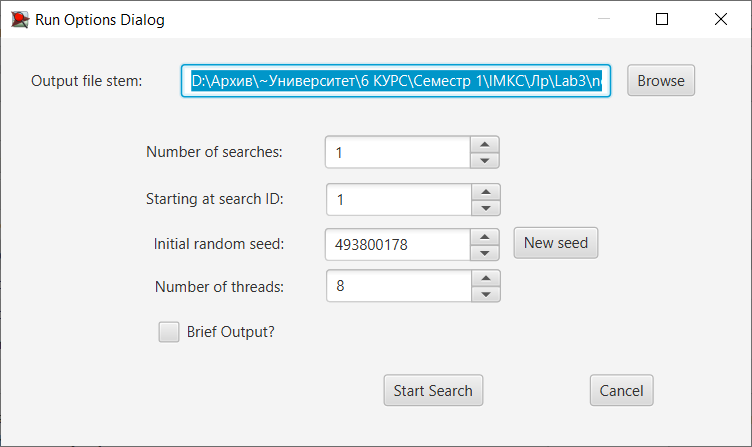 Run Options Dialog
Output file stem: D:\Архив\~Университет\6 КУРС\Семестр 1\ІМКС\Лр\Lab3\n Browse
Number of searches: 1
Starting at search ID: 1
Initial random seed: 493800178 New seed
Number of threads: 8
Brief Output?
Start Search Cancel